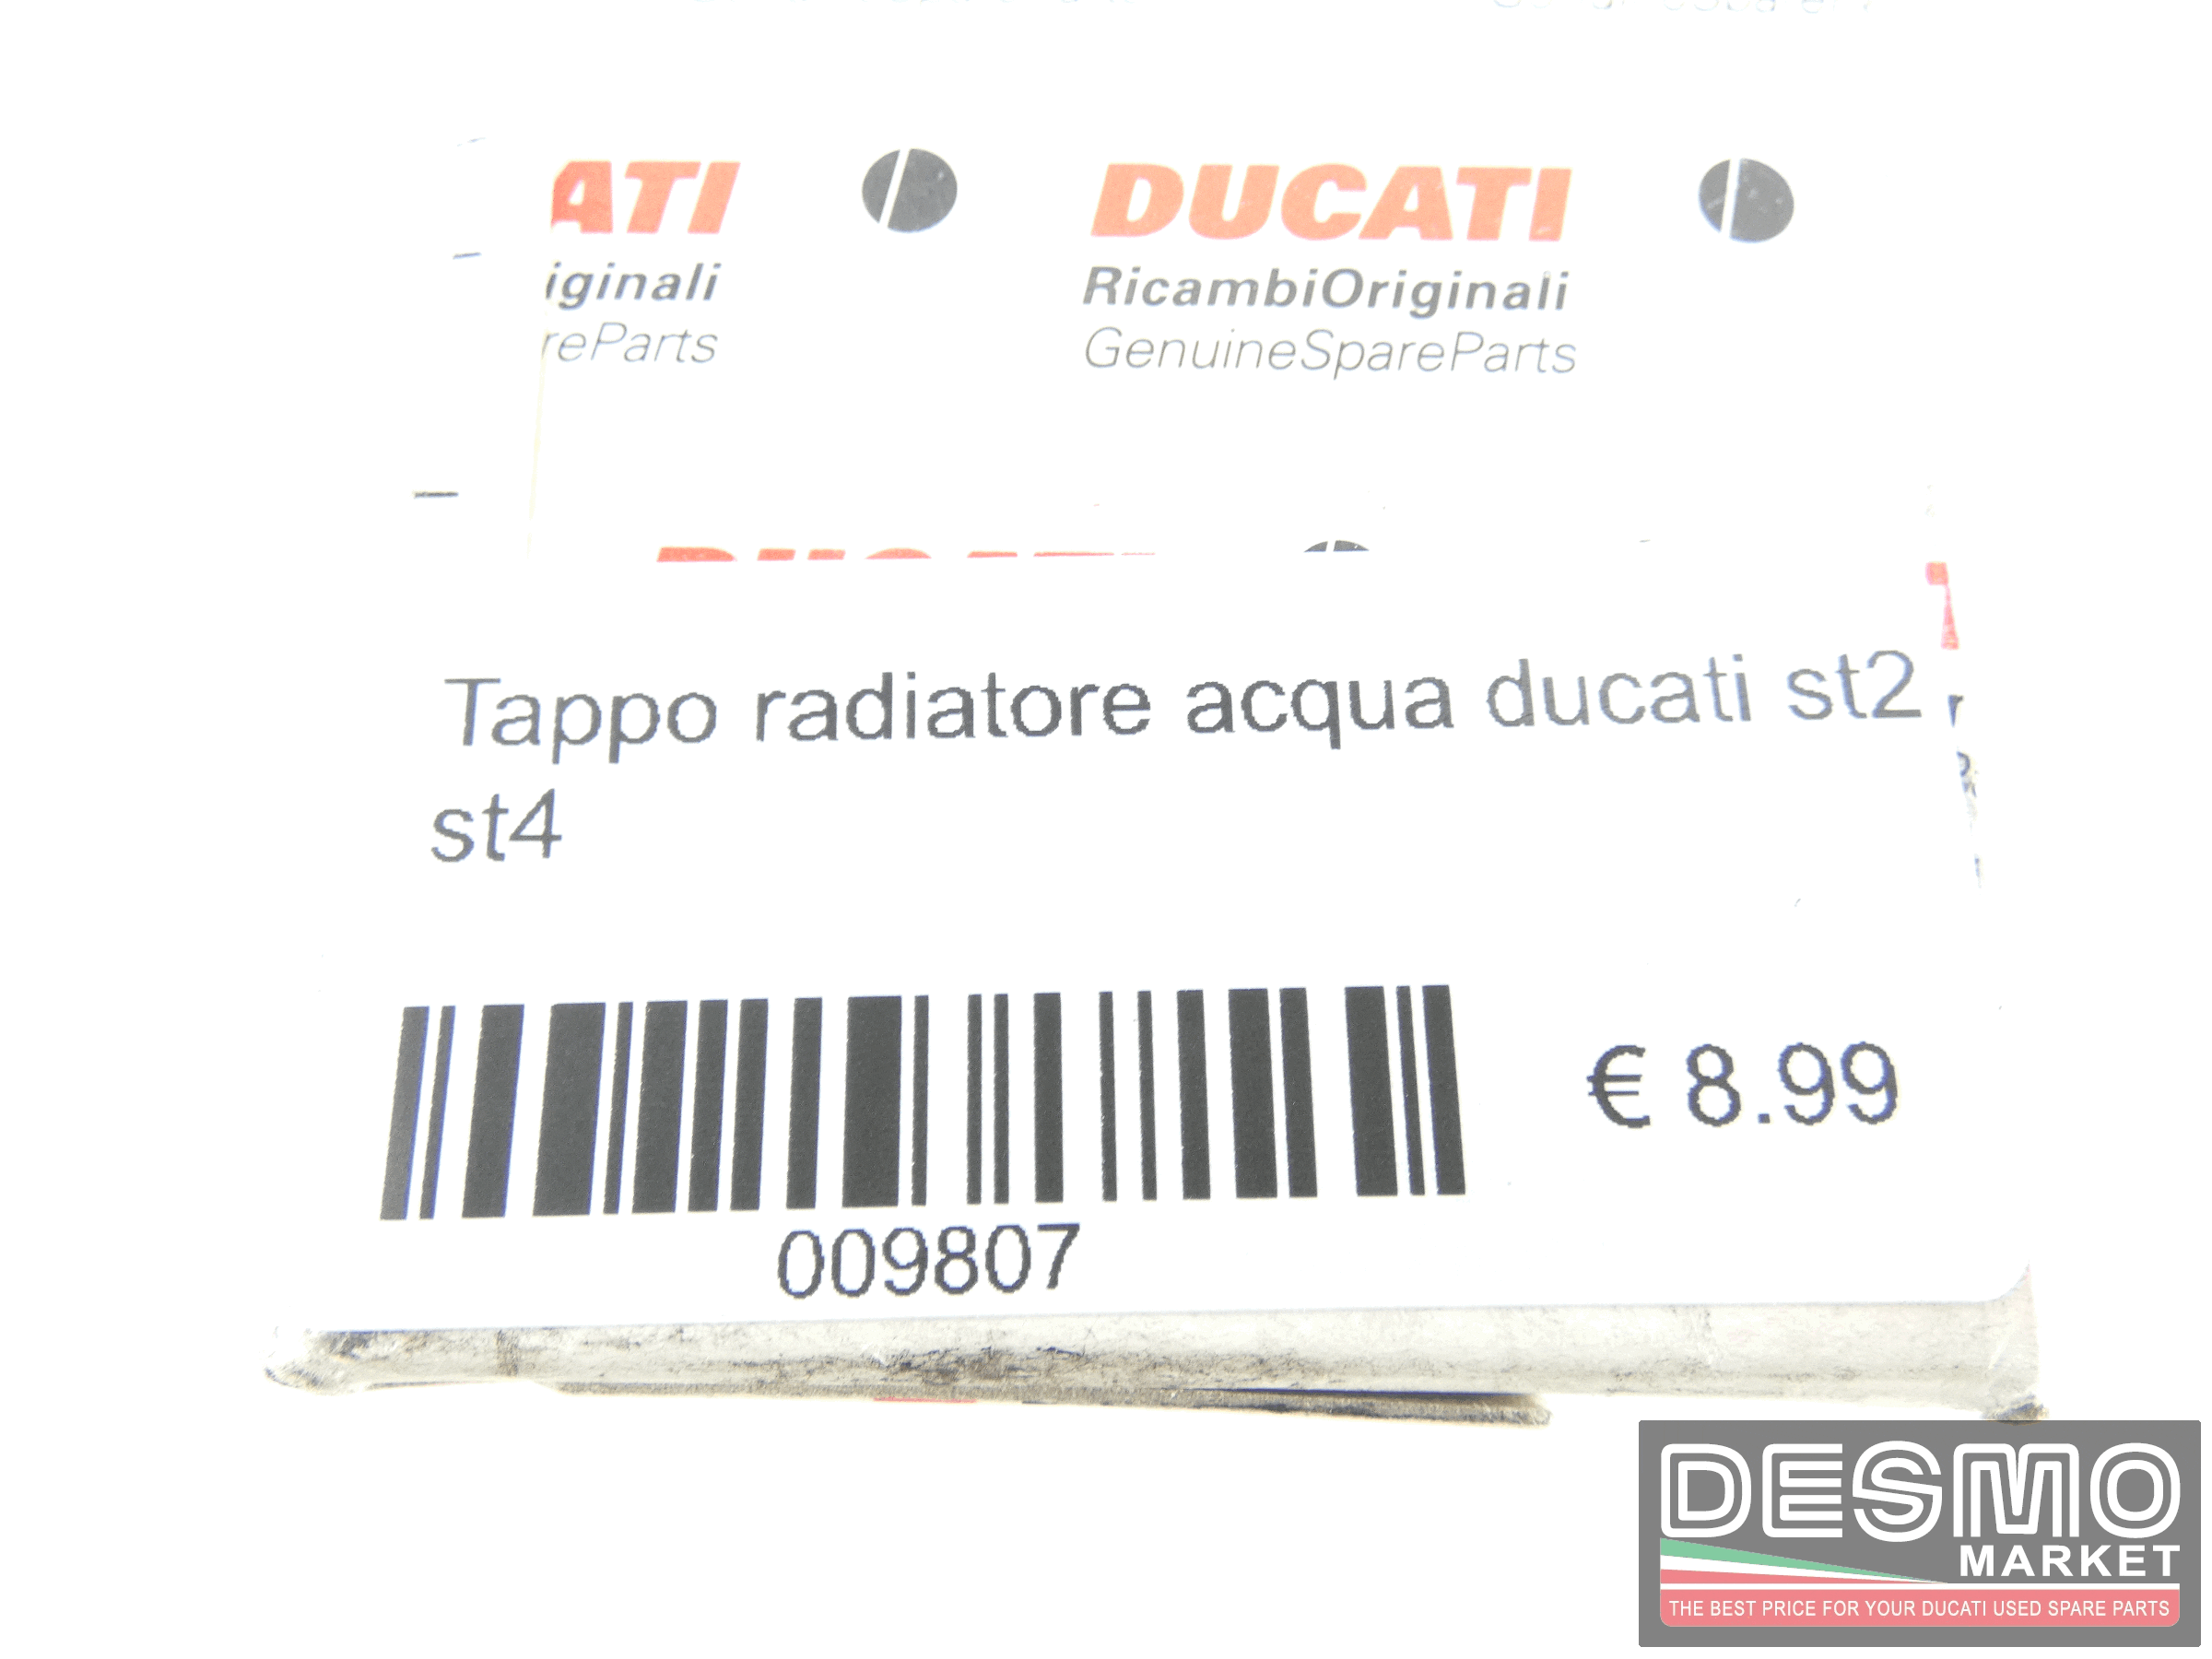 ATI DUCATI
iginali RicambiOriginali
reParts GenuineSpareParts
Tappo radiatore acqua ducati st2
st4
€ 8.99
009807
DESMO
MARKET
THE BEST PRICE FOR YOUR DUCATI USED SPARE PARTS